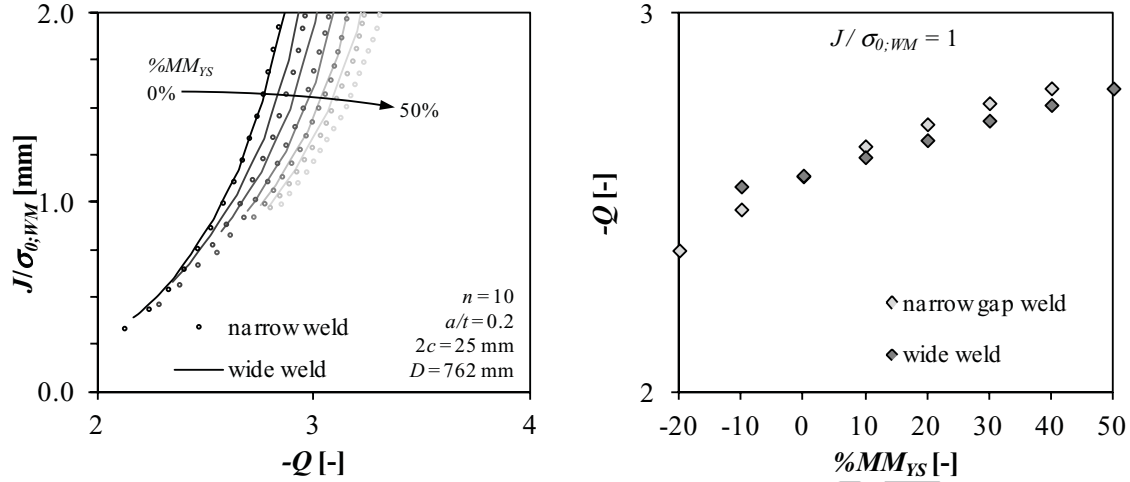 2.0
1.0
0.0
J/σ0;WM [mm]
%MMYS
0%
50%
n = 10
a/t = 0.2
2c = 25 mm
D = 762 mm
narrow weld
wide weld
2
3
4
-Q [-]
3
2
-Q [-]
J / σ0;WM = 1
narrow gap weld
wide weld
-20
-10
0
10
20
30
40
50
%MMYS [-]